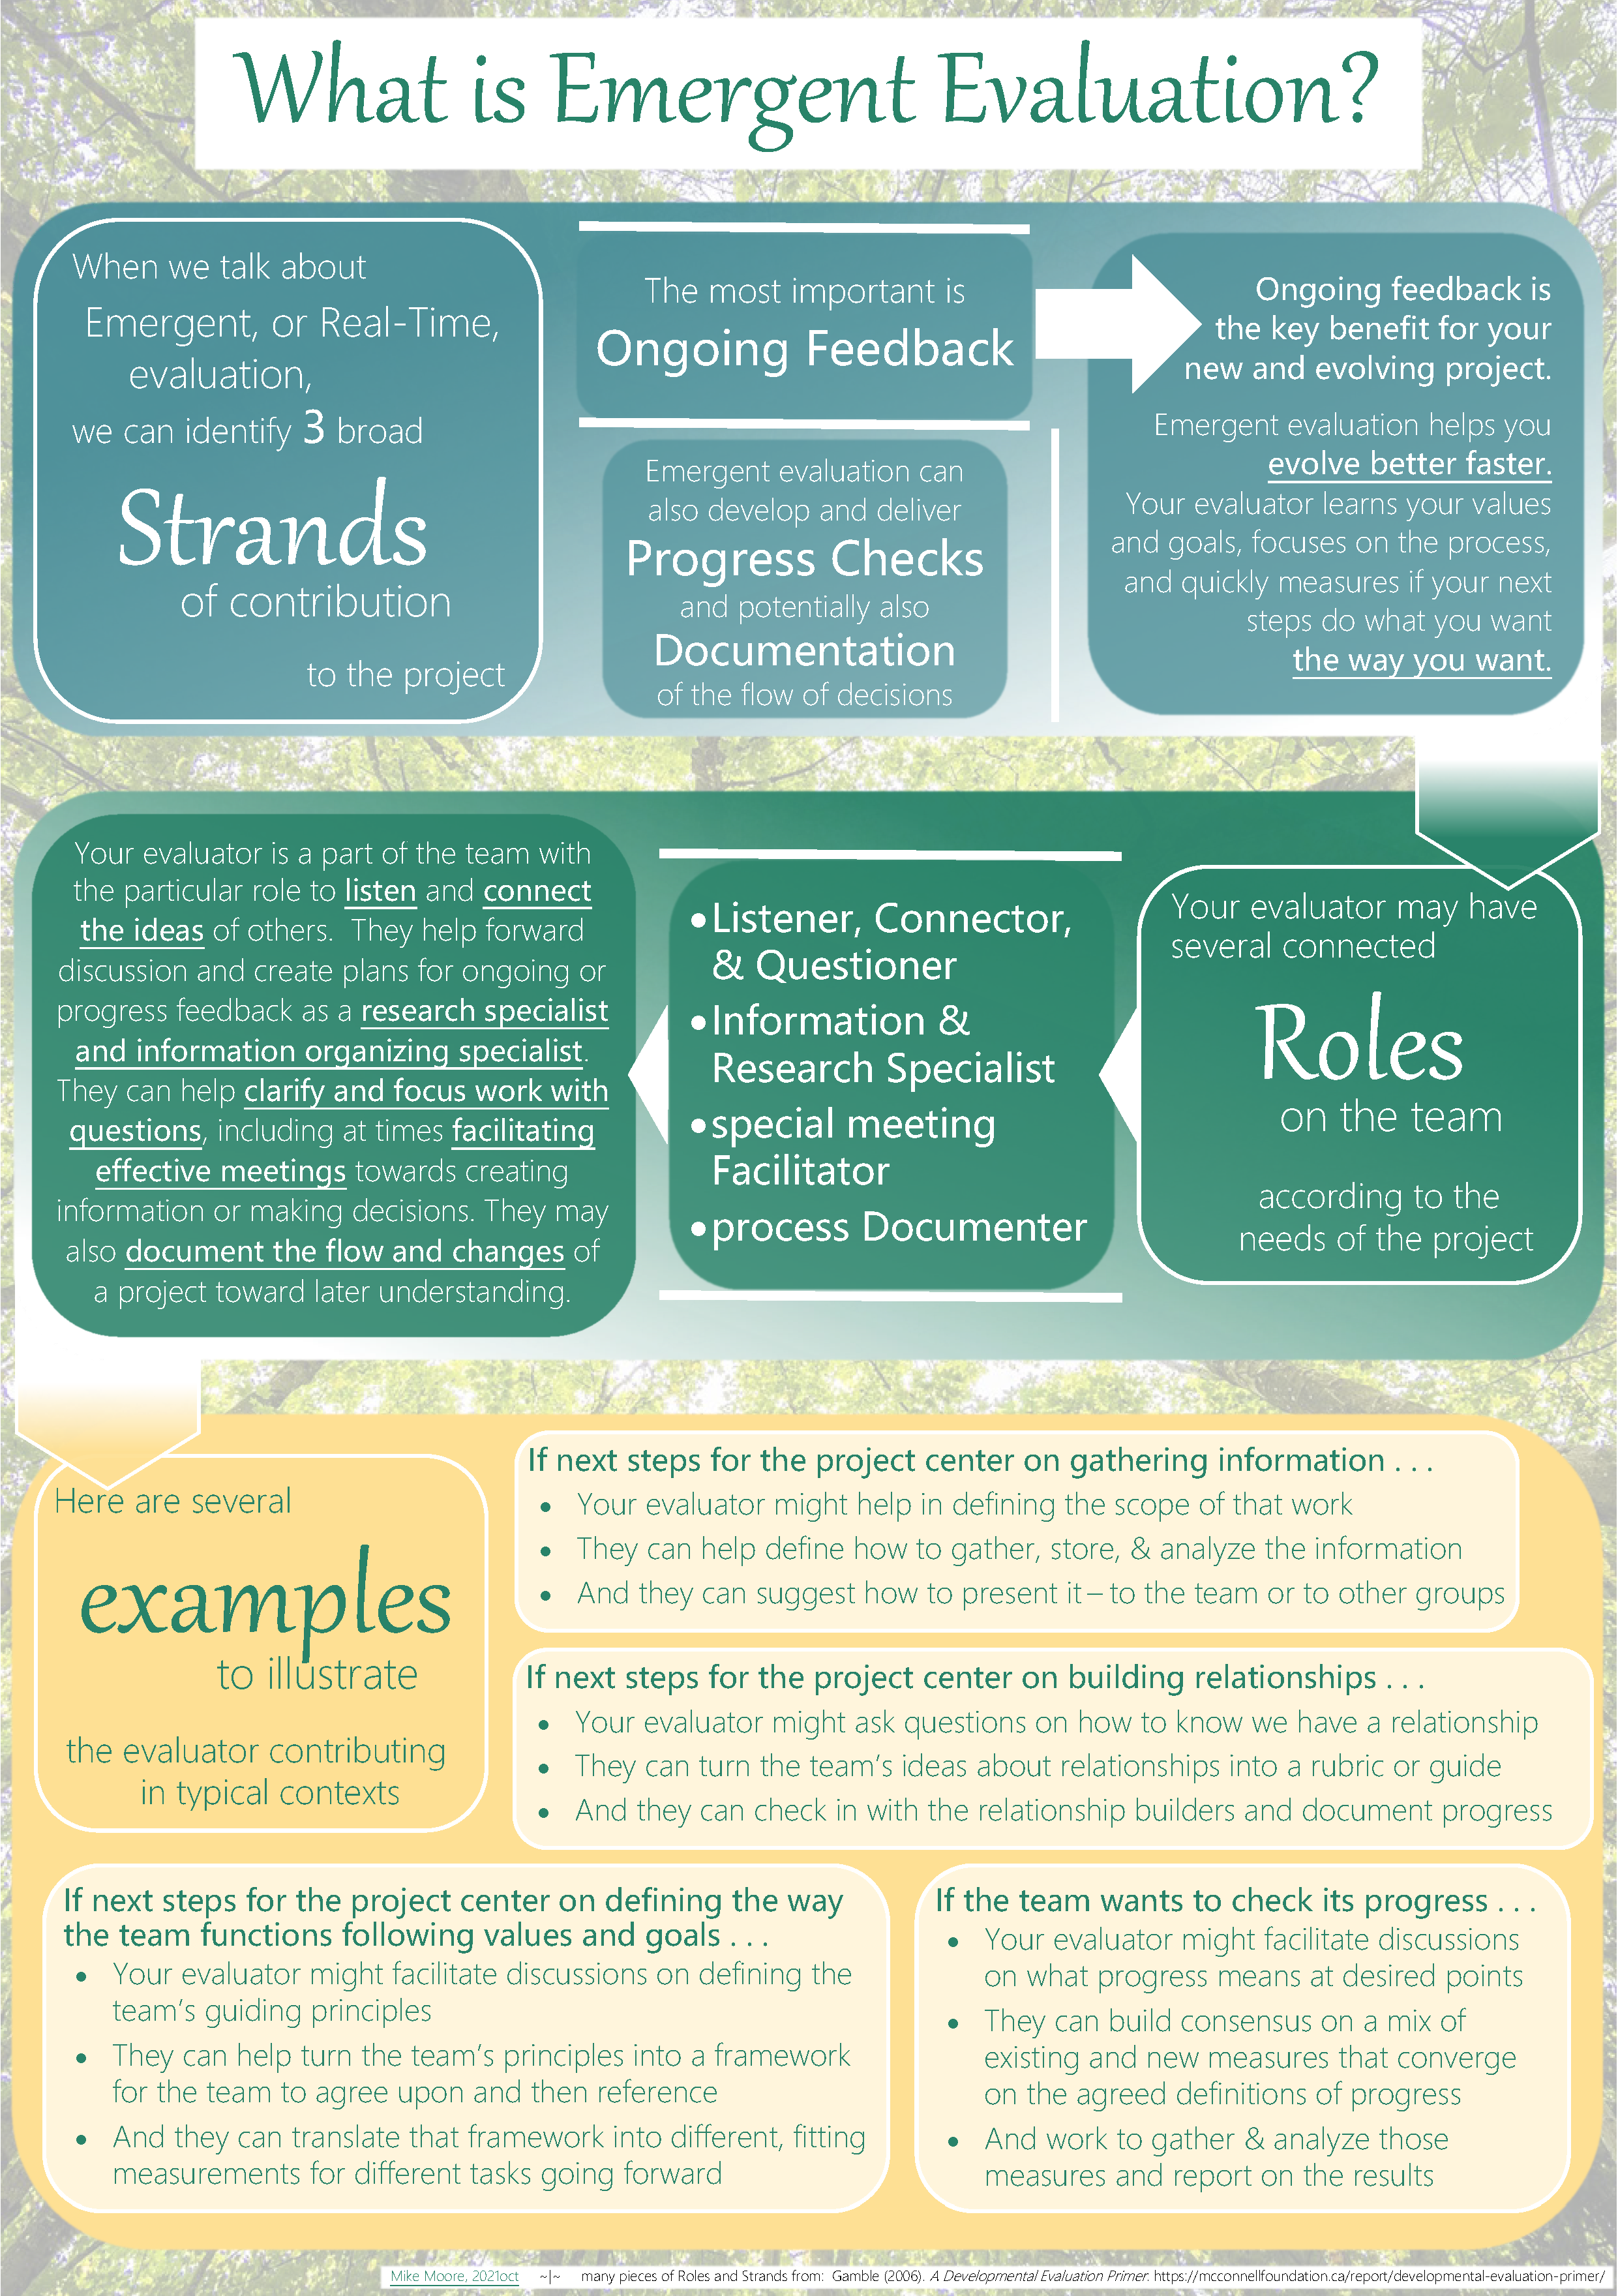 What is Emergent Evaluation?
When we talk about
Emergent, or Real-Time,
evaluation,
we can identify 3 broad
Strands
of contribution
to the project
The most important is
Ongoing Feedback
Emergent evaluation can
also develop and deliver
Progress Checks
and potentially also
Documentation
of the flow of decisions
Ongoing feedback is
the key benefit for your
new and evolving project.
Emergent evaluation helps you
evolve better faster.
Your evaluator learns your values
and goals, focuses on the process,
and quickly measures if your next
steps do what you want
the way you want.
Your evaluator may have
several connected
Roles
on the team
according to the
needs of the project
•Listener, Connector,
& Questioner
•Information &
Research Specialist
•special meeting
Facilitator
•process Documenter
Your evaluator is a part of the team with
the particular role to listen and connect
the ideas of others.  They help forward
discussion and create plans for ongoing or
progress feedback as a research specialist
and information organizing specialist.
They can help clarify and focus work with
questions, including at times facilitating
effective meetings towards creating
information or making decisions. They may
also document the flow and changes of
a project toward later understanding.
Here are several
examples
to illustrate
the evaluator contributing
in typical contexts
If next steps for the project center on gathering information . . .
• Your evaluator might help in defining the scope of that work
• They can help define how to gather, store, & analyze the information
• And they can suggest how to present it – to the team or to other groups
If next steps for the project center on building relationships . . .
• Your evaluator might ask questions on how to know we have a relationship
• They can turn the team's ideas about relationships into a rubric or guide
• And they can check in with the relationship builders and document progress
If next steps for the project center on defining the way
the team functions following values and goals . . .
• Your evaluator might facilitate discussions on defining the
team's guiding principles
• They can help turn the team's principles into a framework
for the team to agree upon and then reference
• And they can translate that framework into different, fitting
measurements for different tasks going forward
If the team wants to check its progress . . .
• Your evaluator might facilitate discussions
on what progress means at desired points
• They can build consensus on a mix of
existing and new measures that converge
on the agreed definitions of progress
• And work to gather & analyze those
measures and report on the results
Mike Moore, 2021oct ~|~ many pieces of Roles and Strands from: Gamble (2006). A Developmental Evaluation Primer. https://mcconnellfoundation.ca/report/developmental-evaluation-primer/